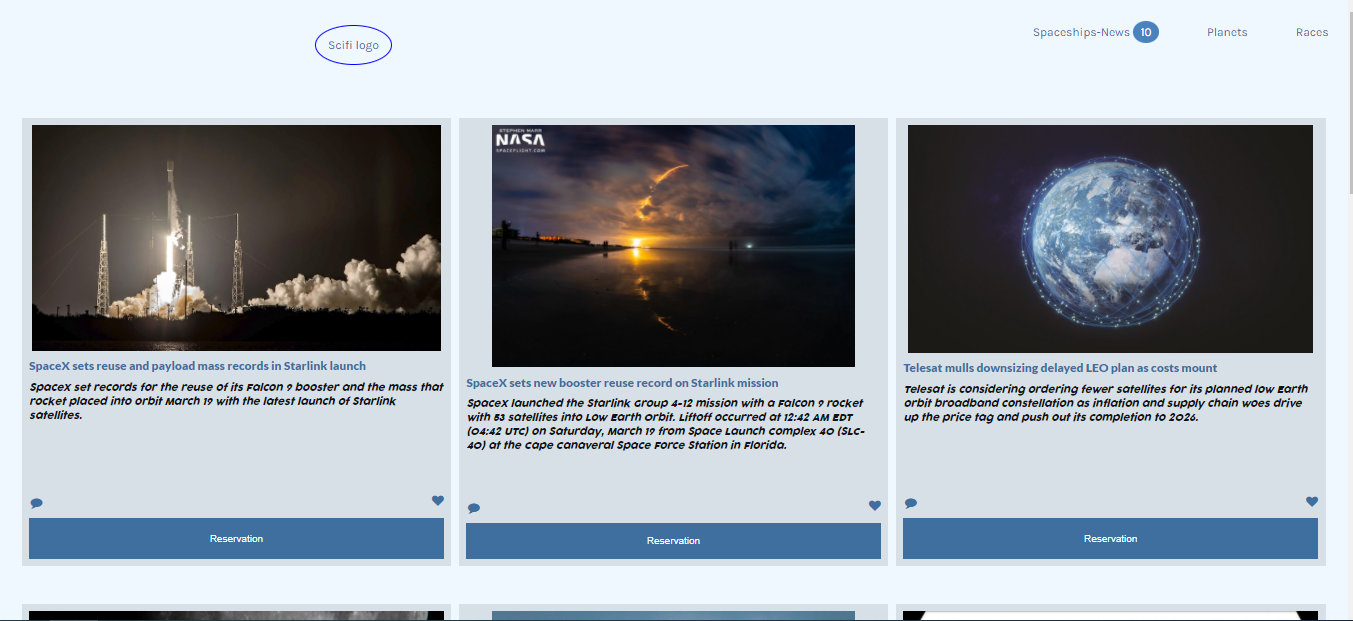 Scifi logo
Spaceships-News 10
Planets
Races
STEPHEN MARR
NASA
SPACEFLIGHT.COM
SpaceX sets reuse and payload mass records in Starlink launch
SpaceX set records for the reuse of its Falcon 9 booster and the mass that
rocket placed into orbit March 19 with the latest launch of Starlink
satellites.
Reservation
SpaceX sets new booster reuse record on Starlink mission
SpaceX launched the Starlink Group 4-12 mission with a Falcon 9 rocket
with 53 satellites into Low Earth Orbit. Liftoff occurred at 12:42 AM EDT
(04:42 UTC) on Saturday, March 19 from Space Launch complex 40 (SLC-
40) at the cape canaveral Space Force Station in Florida.
Reservation
Telesat mulls downsizing delayed LEO plan as costs mount
Telesat is considering ordering fewer satellites for its planned low Earth
orbit broadband constellation as inflation and supply chain woes drive
up the price tag and push out its completion to 2026.
Reservation